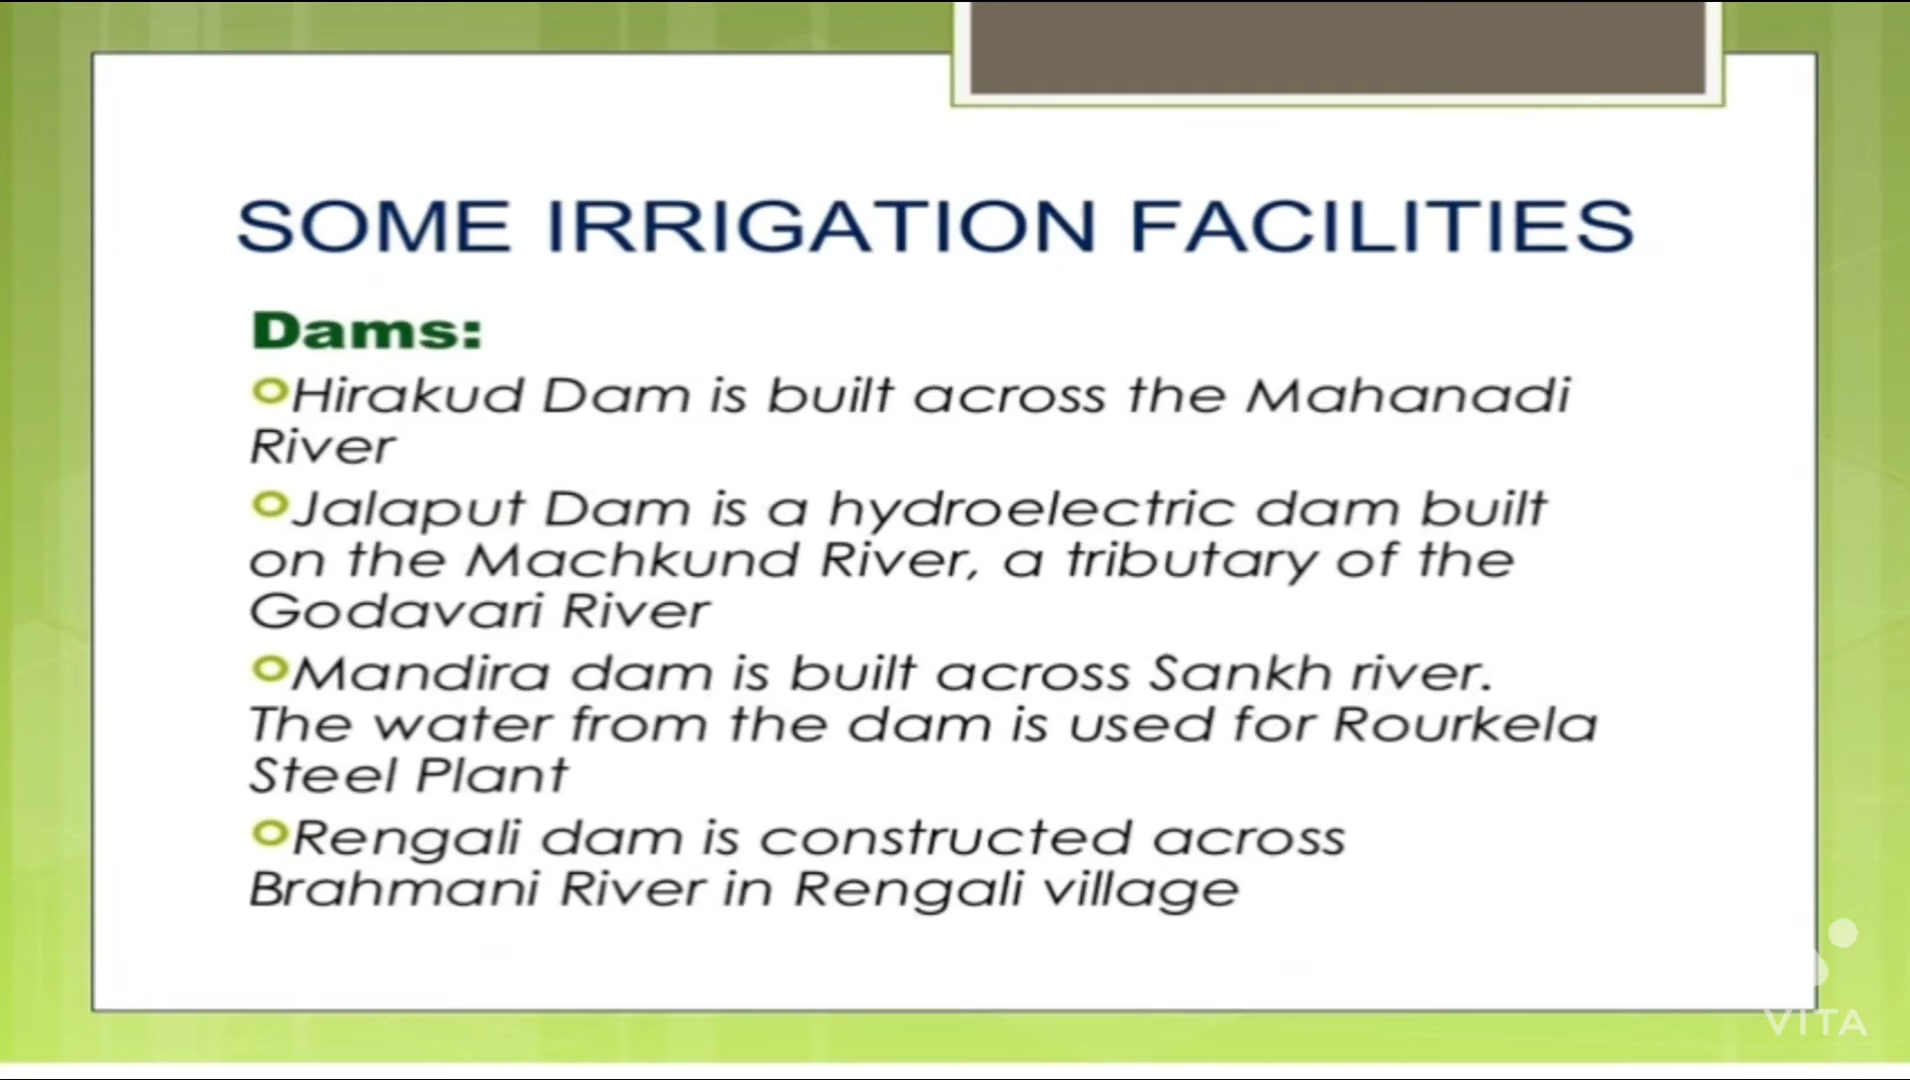 SOME IRRIGATION FACILITIES
Dams:
Hirakud Dam is built across the Mahanadi
River
Jalaput Dam is a hydroelectric dam built
on the Machkund River, a tributary of the
Godavari River
Mandira dam is built across Sankh river.
The water from the dam is used for Rourkela
Steel Plant
Rengali dam is constructed across
Brahmani River in Rengali village
VITA